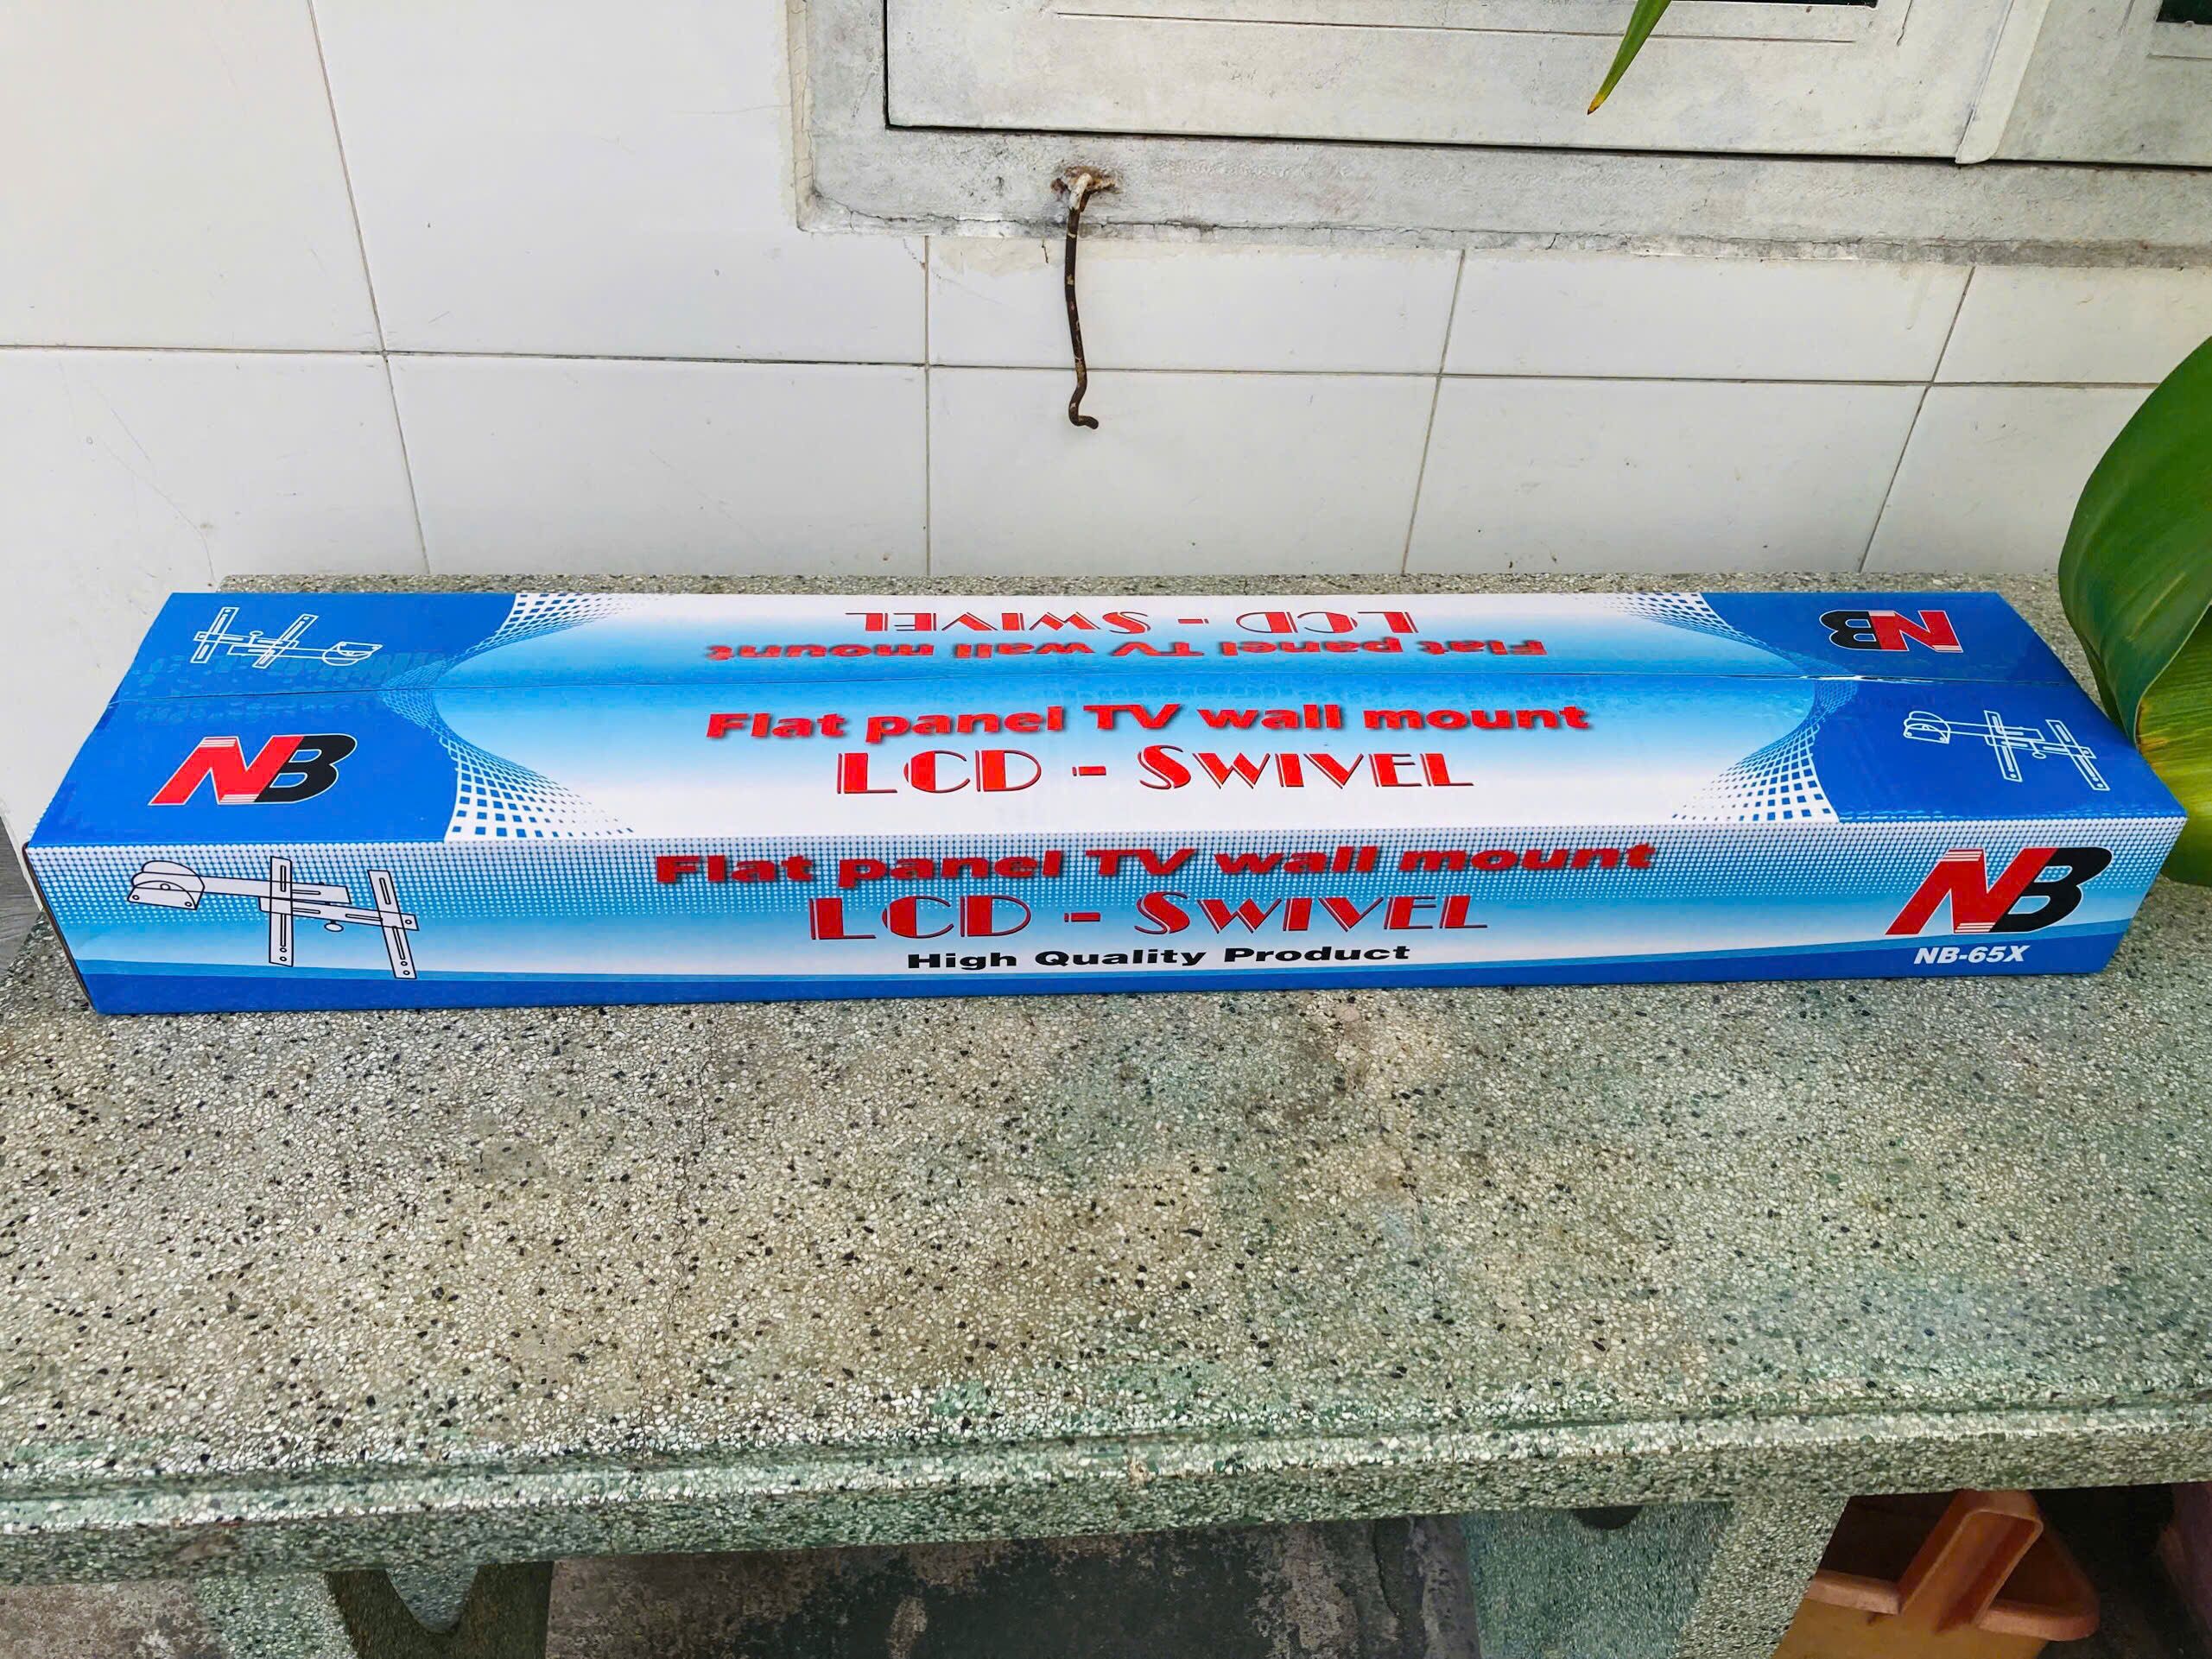 LCD - SWIVEL
Flat panel TV wall mount
NB
Flat panel TV wall mount
LCD - SWIVEL
NB
Flat panel TV wall mount
LCD - SWIVEL
High Quality Product
NB
NB-65X